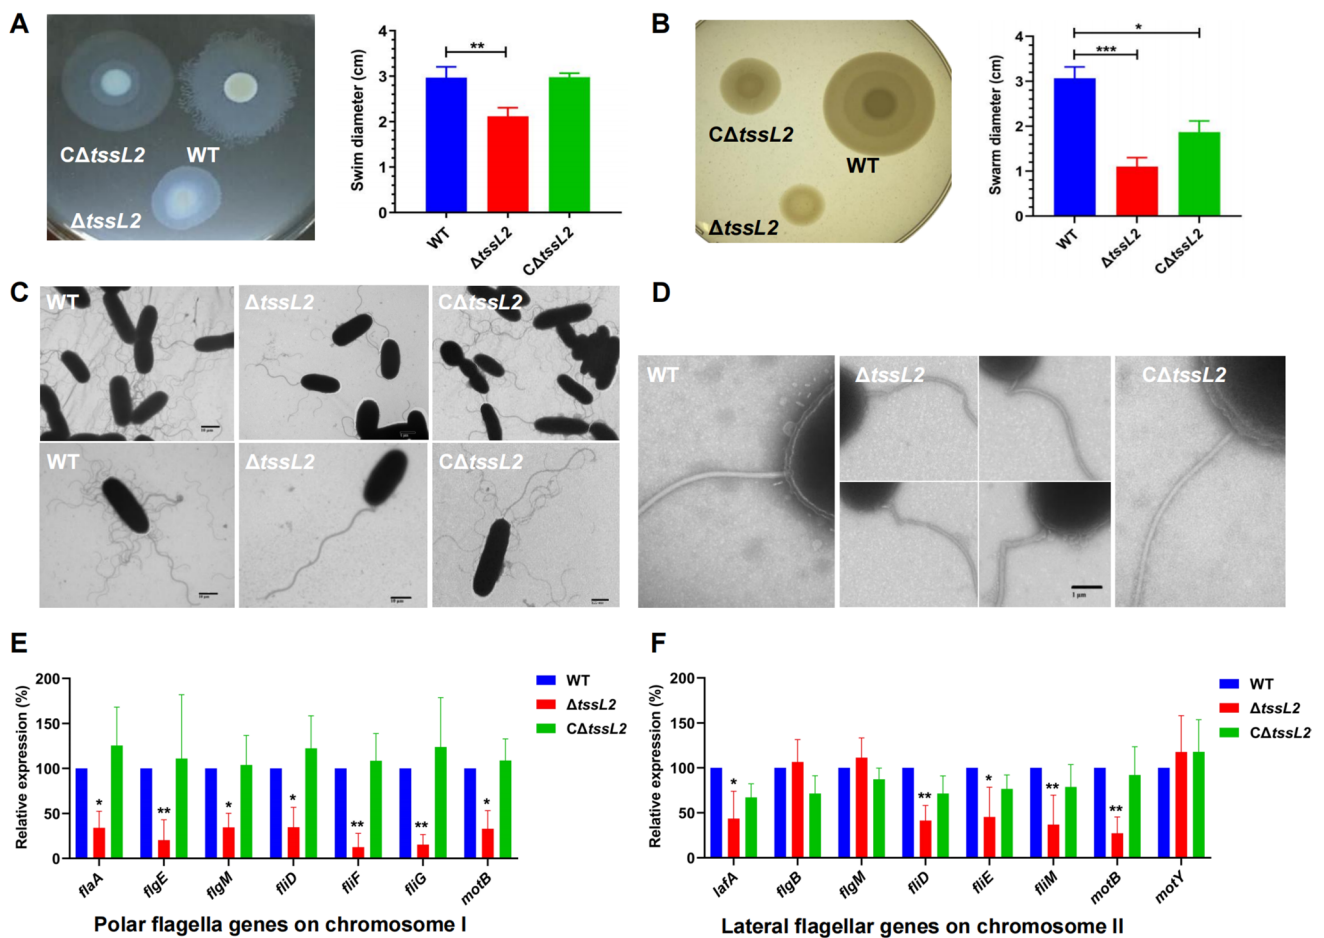 A
CΔtssL2
WT
ΔtssL2
Swim diameter (cm)
4
3
2
1
0
**
WT
ΔtssL2
CΔtssL2
B
CΔtssL2
WT
ΔtssL2
Swarm diameter (cm)
4
3
2
1
0
*
***
WT
ΔtssL2
CΔtssL2
C
WT
ΔtssL2
CΔtssL2
WT
ΔtssL2
CΔtssL2
D
WT
ΔtssL2
CΔtssL2
1 μm
E
Relative expression (%)
200
150
100
50
0
*
**
*
*
**
**
*
flaA
flgE
flgM
fliD
fliF
fliG
motB
WT
ΔtssL2
CΔtssL2
Polar flagella genes on chromosome I
F
Relative expression (%)
200
150
100
50
0
*
**
*
**
**
lafA
flgB
flgM
fliD
fliE
fliM
motB
motY
WT
ΔtssL2
CΔtssL2
Lateral flagellar genes on chromosome II